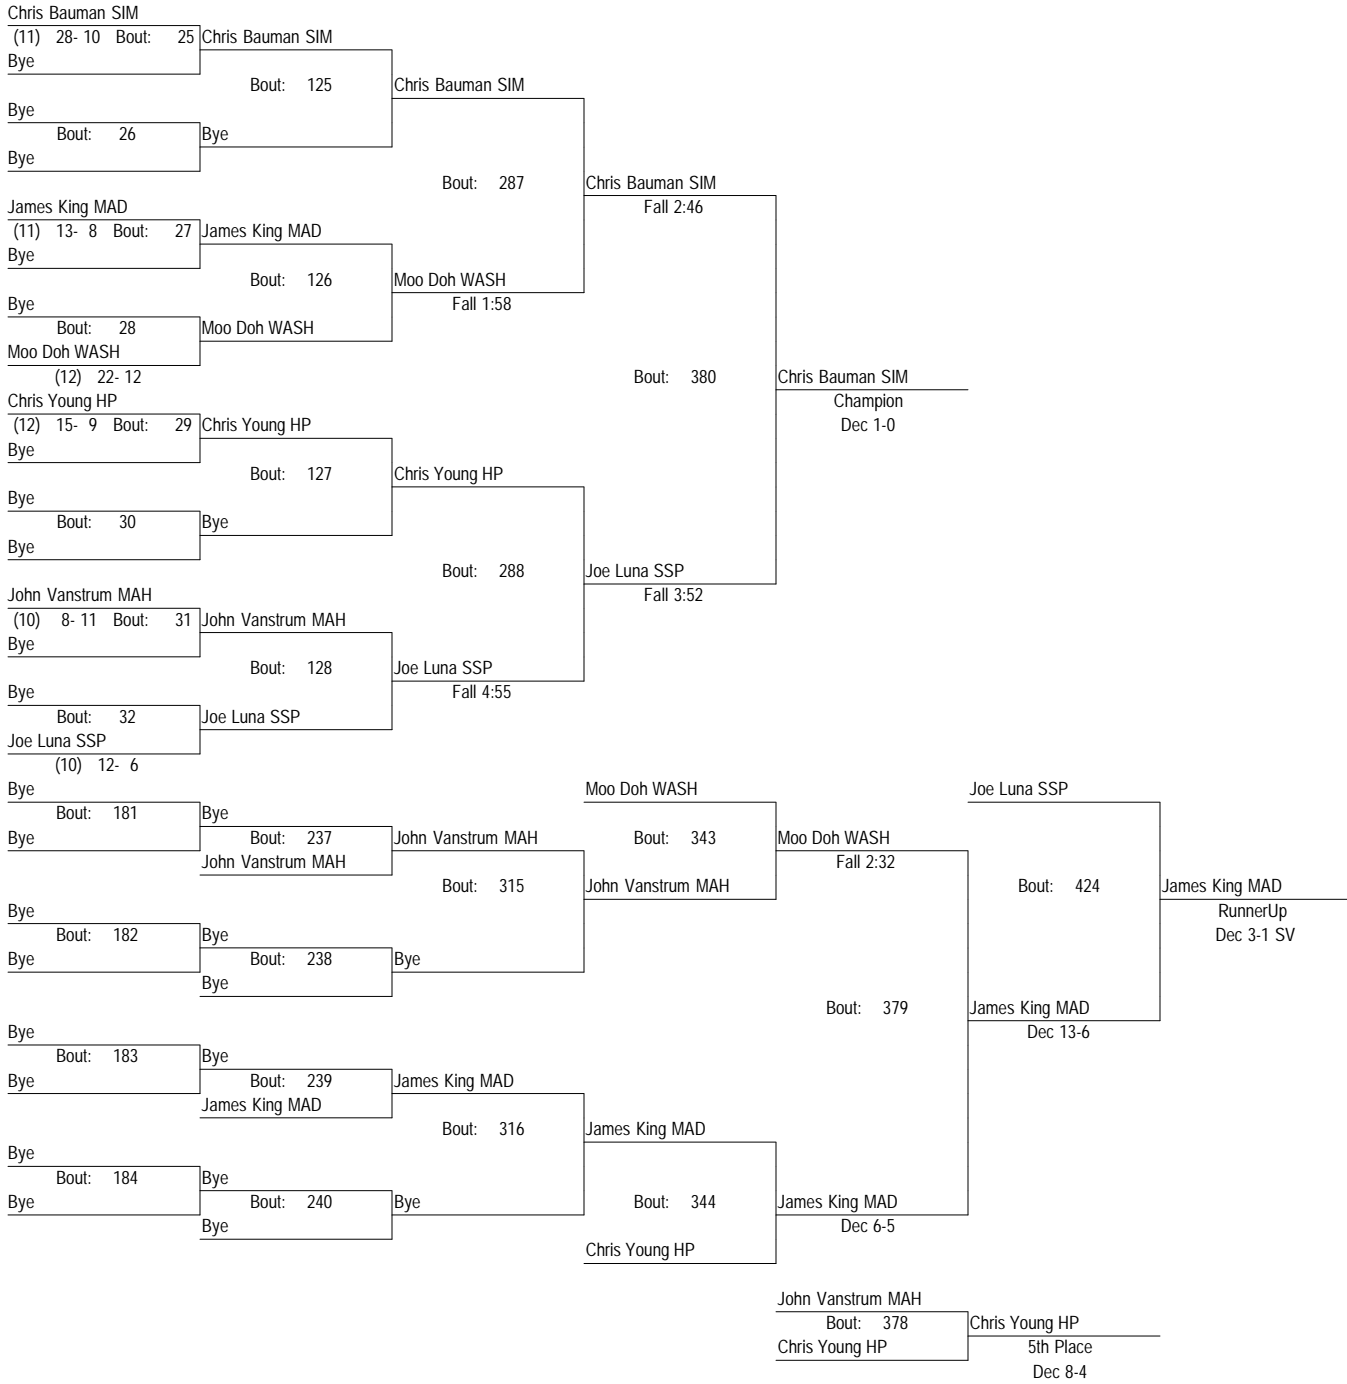 Chris Bauman SIM
(11) 28- 10 Bout: 25 Chris Bauman SIM
Bye
Bout: 125 Chris Bauman SIM
Bye
Bout: 26 Bye
Bye
Bout: 287 Chris Bauman SIM
Fall 2:46
James King MAD
(11) 13- 8 Bout: 27 James King MAD
Bye
Bout: 126 Moo Doh WASH
Bye
Fall 1:58
Bout: 28 Moo Doh WASH
Moo Doh WASH
(12) 22- 12
Bout: 380 Chris Bauman SIM
Chris Young HP
Champion
(12) 15- 9 Bout: 29 Chris Young HP
Dec 1-0
Bye
Bout: 127 Chris Young HP
Bye
Bout: 30 Bye
Bye
Bout: 288 Joe Luna SSP
John Vanstrum MAH
Fall 3:52
(10) 8- 11 Bout: 31 John Vanstrum MAH
Bye
Bout: 128 Joe Luna SSP
Bye
Fall 4:55
Bout: 32 Joe Luna SSP
Joe Luna SSP
(10) 12- 6
Bye
Moo Doh WASH
Joe Luna SSP
Bout: 181 Bye
Bye
Bout: 237 John Vanstrum MAH
Bout: 343 Moo Doh WASH
John Vanstrum MAH
Fall 2:32
Bout: 315 John Vanstrum MAH
Bout: 424 James King MAD
Bye
RunnerUp
Bout: 182 Bye
Dec 3-1 SV
Bye
Bout: 238 Bye
Bye
Bout: 379 James King MAD
Bye
Dec 13-6
Bout: 183 Bye
Bye
Bout: 239 James King MAD
James King MAD
Bout: 316 James King MAD
Bye
Bout: 184 Bye
Bye
Bout: 240 Bye
Bout: 344 James King MAD
Bye
Dec 6-5
Chris Young HP
John Vanstrum MAH
Bout: 378 Chris Young HP
Chris Young HP
5th Place
Dec 8-4